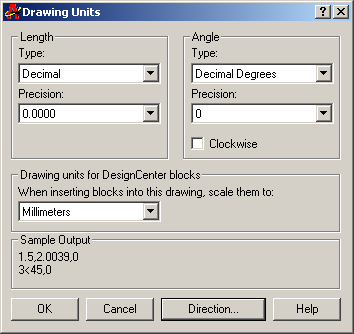 Drawing Units
Length
Type:
Decimal
Precision:
0.0000
Angle
Type:
Decimal Degrees
Precision:
0
Clockwise
Drawing units for DesignCenter blocks
When inserting blocks into this drawing, scale them to:
Millimeters
Sample Output
1.5,2.0039,0
3<45,0
OK
Cancel
Direction...
Help